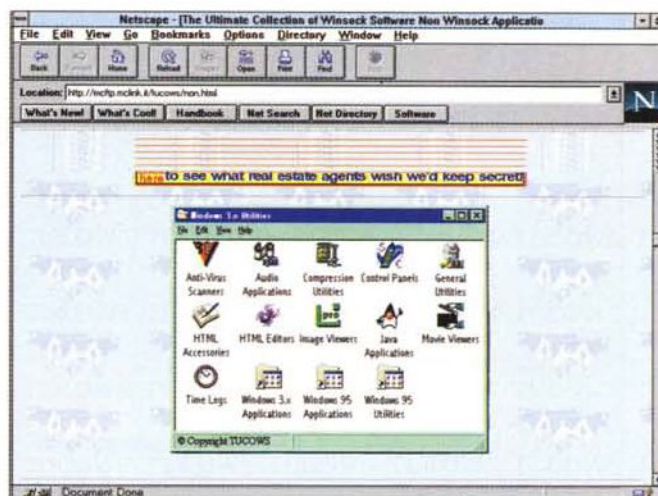 Netscape - [The Ultimate Collection of Winsock Software Non Winsock Applicatio
File Edit View Go Bookmarks Options Directory Window Help
Back Forward Home Reload Images Open Print Find Stop
Location: http://mcftp.mclink.it/tucows/non.html
What's New! What's Cool! Handbook Net Search Net Directory Software
N
here to see what real estate agents wish we'd keep secret!
Windows 3.x Utilities
File Edit View Help
Anti-Virus Scanners Audio Applications Compression Utilities Control Panels General Utilities
HTML Accessories HTML Editors Image Viewers Java Applications Movie Viewers
Time Logs Windows 3.x Applications Windows 95 Applications Windows 95 Utilities
© Copyright TUCOWS
Document Done